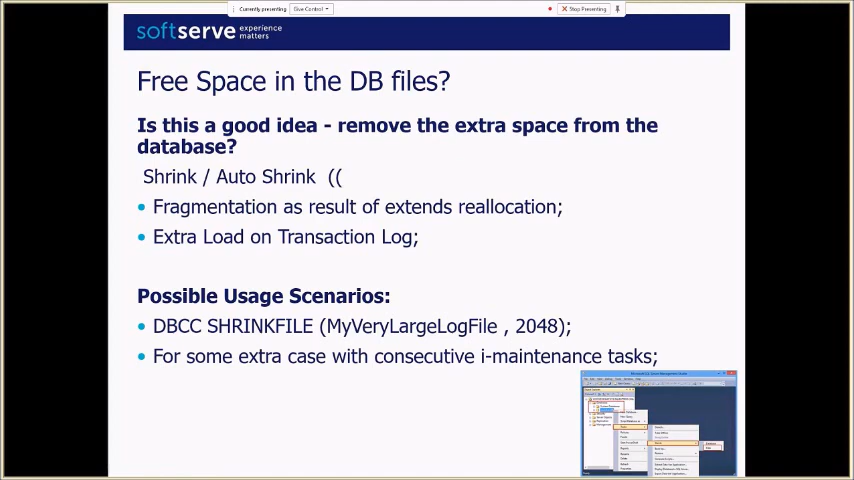 Currently presenting
Give Control
Stop Presenting
softserve experience
matters
Free Space in the DB files?
Is this a good idea - remove the extra space from the
database?
Shrink / Auto Shrink ((
Fragmentation as result of extends reallocation;
Extra Load on Transaction Log;
Possible Usage Scenarios:
DBCC SHRINKFILE (MyVeryLargeLogFile , 2048);
For some extra case with consecutive i-maintenance tasks;